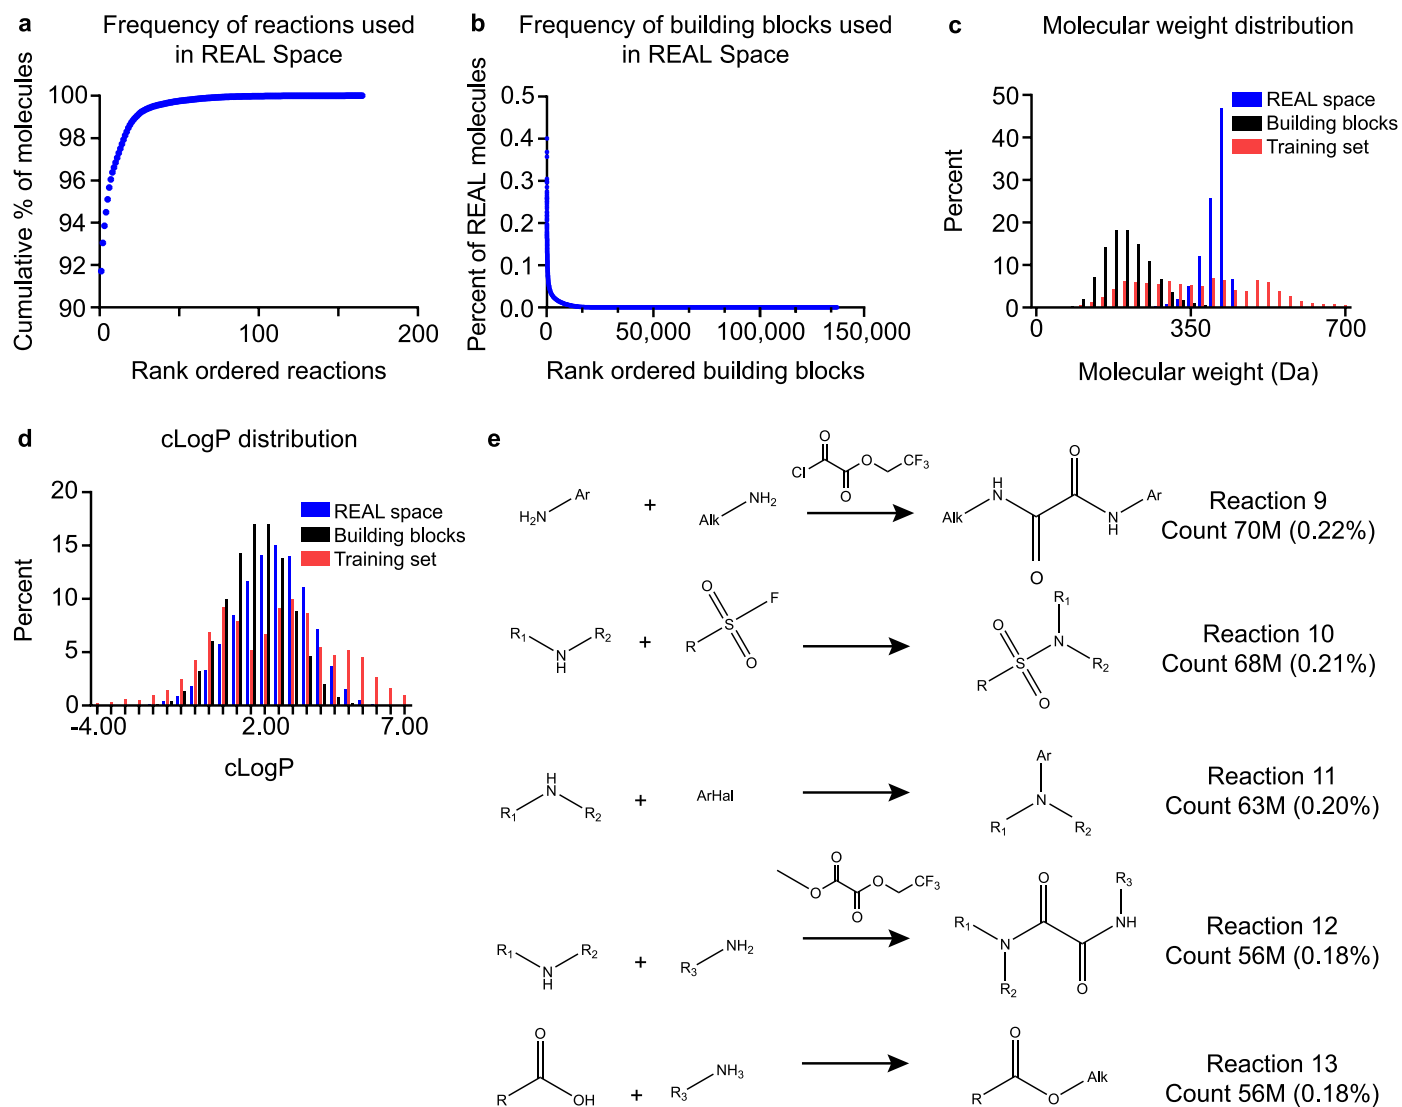 a Frequency of reactions used
in REAL Space
Cumulative % of molecules
100
98
96
94
92
90
0 100 200
Rank ordered reactions
b Frequency of building blocks used
in REAL Space
Percent of REAL molecules
0.5
0.4
0.3
0.2
0.1
0.0
0 50,000 100,000 150,000
Rank ordered building blocks
c Molecular weight distribution
Percent
50
40
30
20
10
0
REAL space
Building blocks
Training set
0 350 700
Molecular weight (Da)
d cLogP distribution
Percent
20
15
10
5
0
REAL space
Building blocks
Training set
-4.00 2.00 7.00
cLogP
e
H2N Ar + Alk NH2
Cl O O O CF3
Alk H N O O N H Ar
Reaction 9
Count 70M (0.22%)
R1 N H R2 + R S O O F
R S O O N R1 R2
Reaction 10
Count 68M (0.21%)
R1 H N R2 + ArHal
Ar N R1 R2
Reaction 11
Count 63M (0.20%)
R1 N H R2 + R3 NH2
O O O O CF3
R1 N R2 O O NH R3
Reaction 12
Count 56M (0.18%)
R O OH + R3 NH3
R O O Alk
Reaction 13
Count 56M (0.18%)